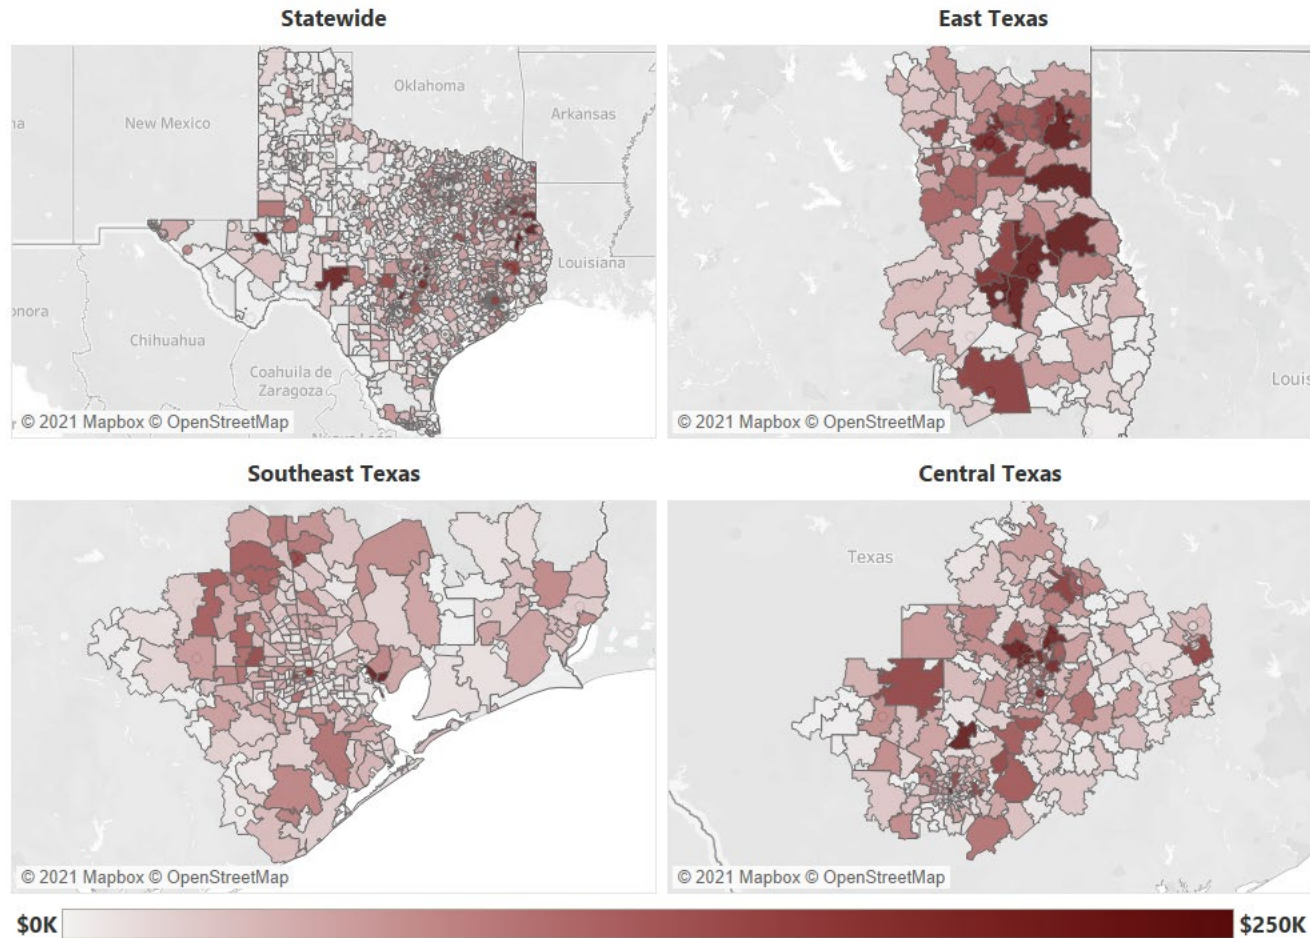 Statewide
East Texas
Oklahoma
Arkansas
New Mexico
Louisiana
Chihuahua
Coahuila de
Zaragoza
© 2021 Mapbox © OpenStreetMap
© 2021 Mapbox © OpenStreetMap
Southeast Texas
Central Texas
Texas
© 2021 Mapbox © OpenStreetMap
© 2021 Mapbox © OpenStreetMap
$0K
$250K